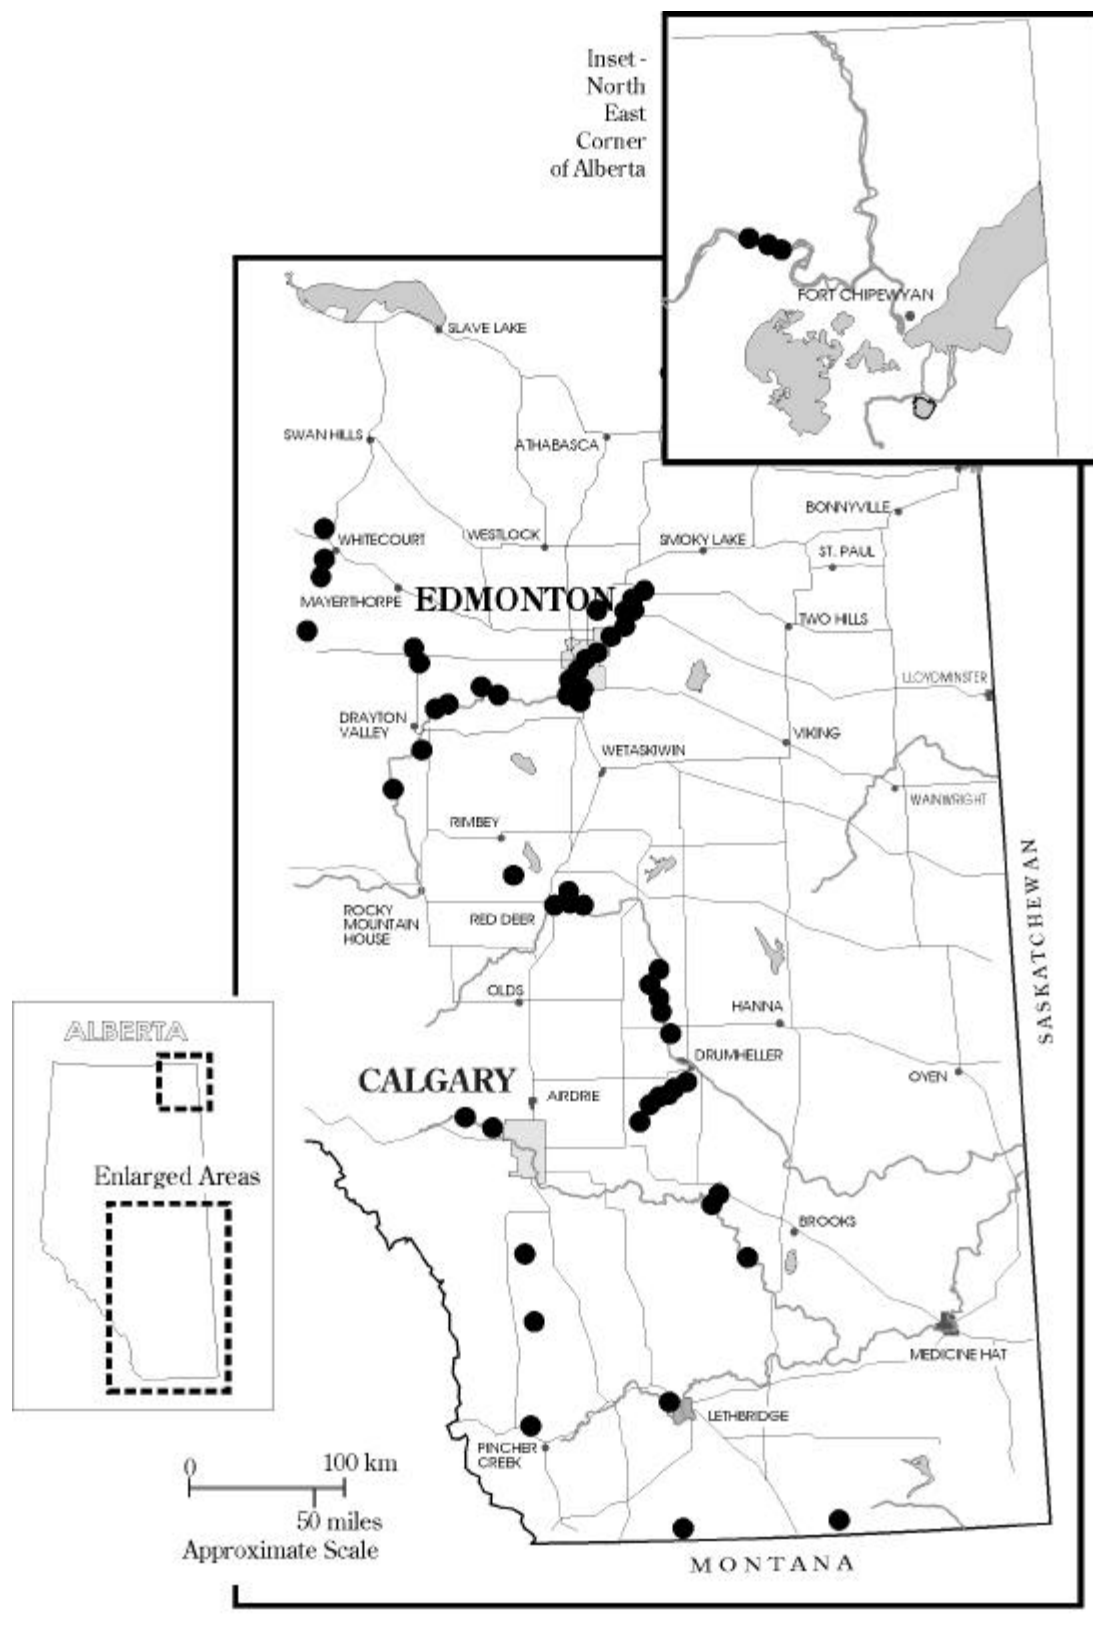 Inset -
North
East
Corner
of Alberta
FORT CHIPEWYAN
SLAVE LAKE
SWAN HILLS
ATHABASCA
BONNYVILLE
WHITECOURT
WESTLOCK
SMOKY LAKE
ST. PAUL
MAYERTHORPE
EDMONTON
TWO HILLS
LLOYDMINSTER
DRAYTON
VALLEY
VIKING
WETASKIWIN
WAINWRIGHT
RIMBEY
ROCKY
MOUNTAIN
HOUSE
RED DEER
SASKATCHEWAN
OLDS
HANNA
ALBERTA
DRUMHELLER
CALGARY
AIRDRIE
OYEN
Enlarged Areas
BROOKS
MEDICINE HAT
LETHBRIDGE
PINCHER
CREEK
0 100 km
50 miles
Approximate Scale
MONTANA